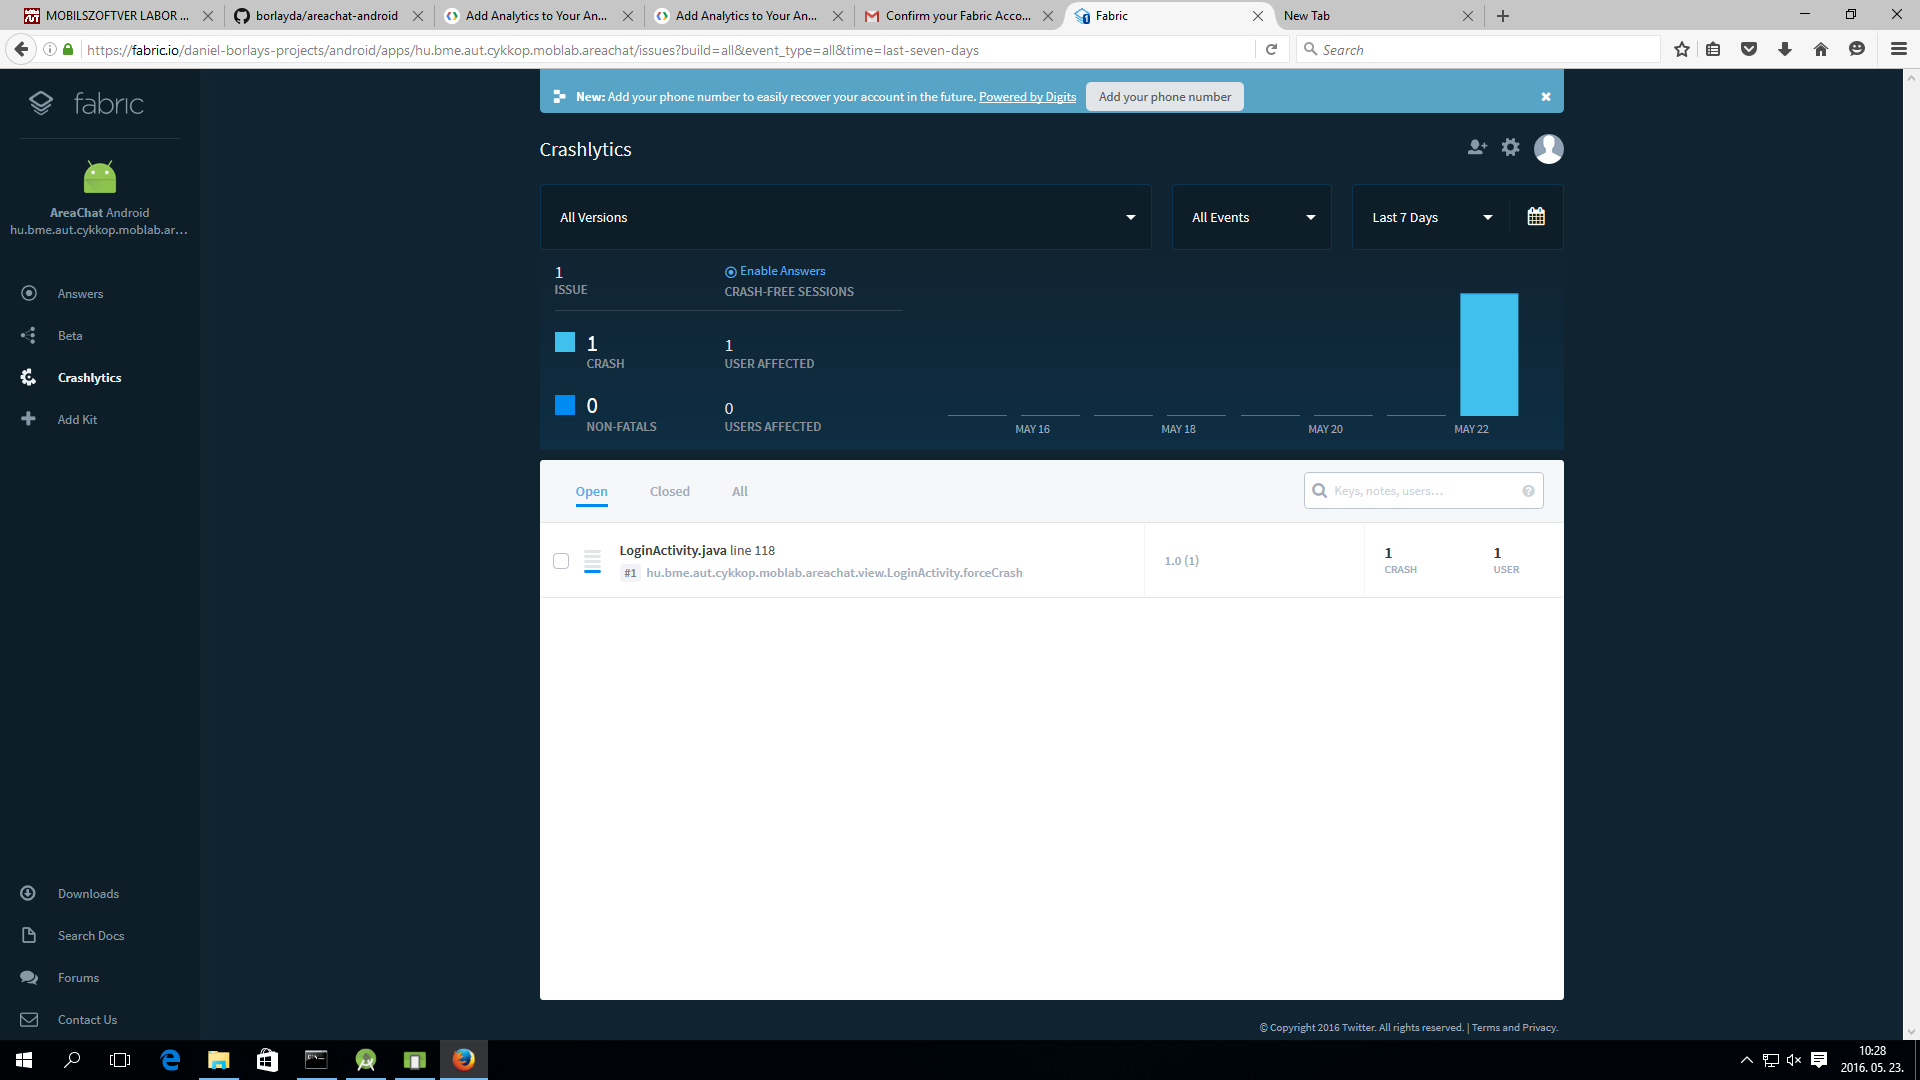 MOBILSZOFTVER LABOR ...
borlayda/areachat-android
Add Analytics to Your An...
Add Analytics to Your An...
Confirm your Fabric Acco...
Fabric
New Tab
https://fabric.io/daniel-borlays-projects/android/apps/hu.bme.aut.cykkop.moblab.areachat/issues?build=all&event_type=all&time=last-seven-days
Search
fabric
New: Add your phone number to easily recover your account in the future. Powered by Digits
Add your phone number
Crashlytics
AreaChat Android
hu.bme.aut.cykkop.moblab.ar...
All Versions
All Events
Last 7 Days
1
ISSUE
Enable Answers
CRASH-FREE SESSIONS
1
CRASH
1
USER AFFECTED
0
NON-FATALS
0
USERS AFFECTED
MAY 16
MAY 18
MAY 20
MAY 22
Answers
Beta
Crashlytics
Add Kit
Open
Closed
All
Keys, notes, users...
LoginActivity.java line 118
#1 hu.bme.aut.cykkop.moblab.areachat.view.LoginActivity.forceCrash
1.0 (1)
1
CRASH
1
USER
Downloads
Search Docs
Forums
Contact Us
© Copyright 2016 Twitter. All rights reserved. | Terms and Privacy.
10:28
2016. 05. 23.